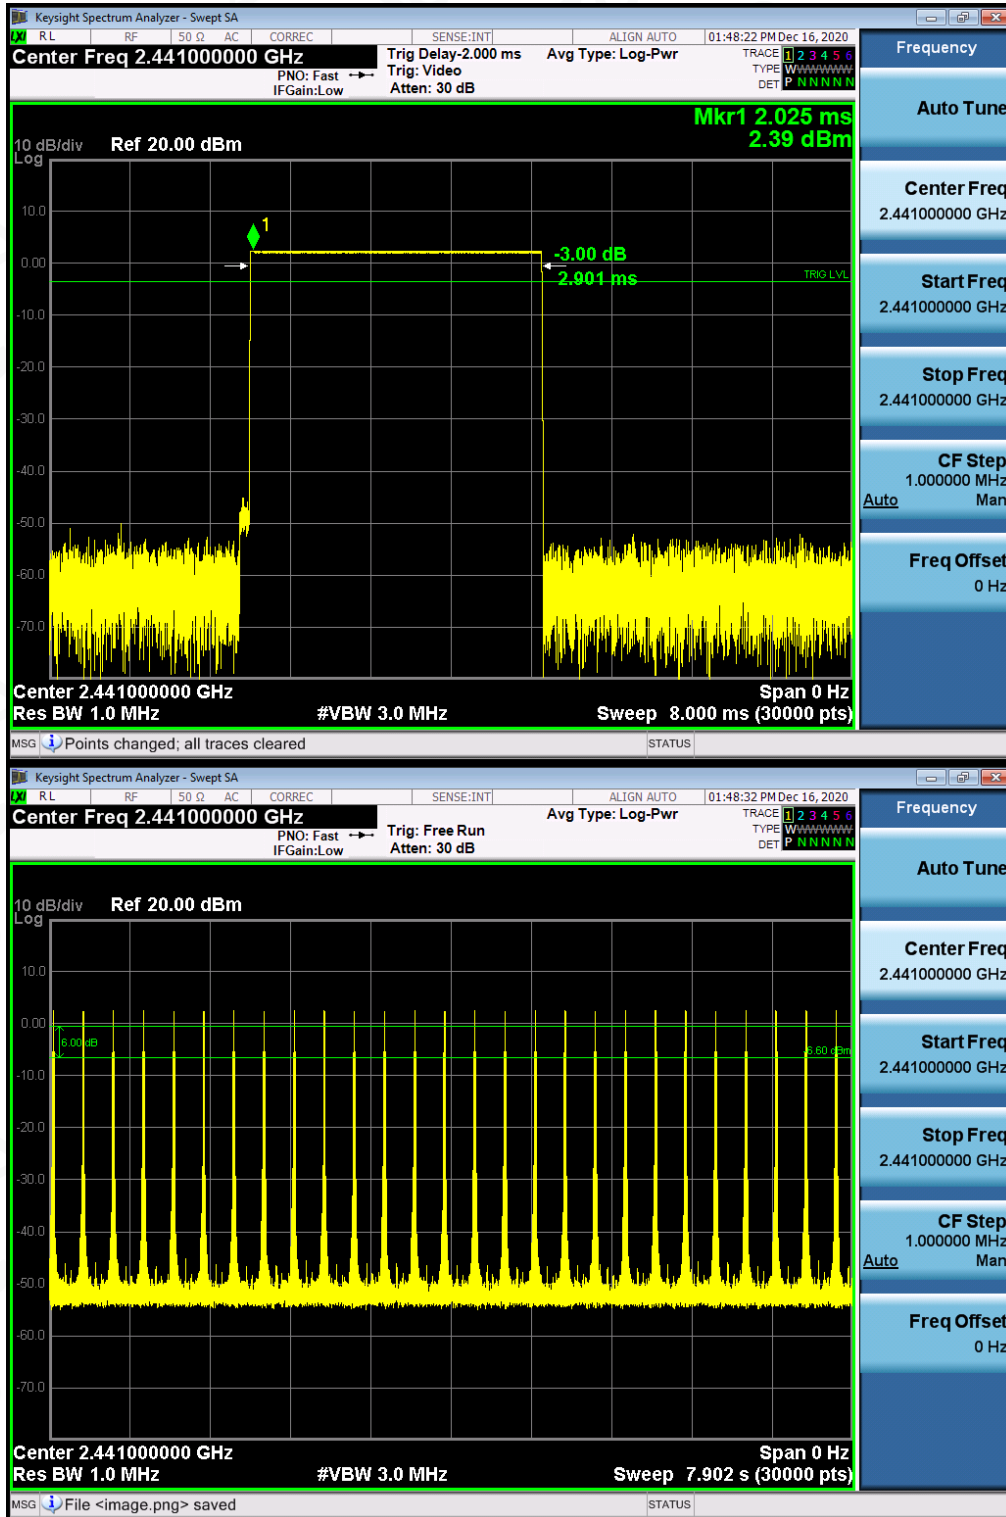 Keysight Spectrum Analyzer - Swept SA
LXI RL RF 50 Ω AC CORREC SENSE:INT ALIGN AUTO 01:48:22 PM Dec 16, 2020
Center Freq 2.441000000 GHz
PNO: Fast
IFGain:Low
Trig Delay-2.000 ms
Trig: Video
Atten: 30 dB
Avg Type: Log-Pwr
TRACE 1 2 3 4 5 6
TYPE WWWWWW
DET P N N N N N
Mkr1 2.025 ms
2.39 dBm
10 dB/div Ref 20.00 dBm
Log
10.0
1
0.00
-3.00 dB
2.901 ms
TRIG LVL
-10.0
-20.0
-30.0
-40.0
-50.0
-60.0
-70.0
Center 2.441000000 GHz Span 0 Hz
Res BW 1.0 MHz #VBW 3.0 MHz Sweep 8.000 ms (30000 pts)
MSG Points changed; all traces cleared STATUS
Frequency
Auto Tune
Center Freq
2.441000000 GHz
Start Freq
2.441000000 GHz
Stop Freq
2.441000000 GHz
CF Step
1.000000 MHz
Auto Man
Freq Offset
0 Hz
Keysight Spectrum Analyzer - Swept SA
LXI RL RF 50 Ω AC CORREC SENSE:INT ALIGN AUTO 01:48:32 PM Dec 16, 2020
Center Freq 2.441000000 GHz
PNO: Fast
IFGain:Low
Trig: Free Run
Atten: 30 dB
Avg Type: Log-Pwr
TRACE 1 2 3 4 5 6
TYPE WWWWWW
DET P N N N N N
10 dB/div Ref 20.00 dBm
Log
10.0
0.00
6.00 dB
6.60 dBm
-10.0
-20.0
-30.0
-40.0
-50.0
-60.0
-70.0
Center 2.441000000 GHz Span 0 Hz
Res BW 1.0 MHz #VBW 3.0 MHz Sweep 7.902 s (30000 pts)
MSG File <image.png> saved STATUS
Frequency
Auto Tune
Center Freq
2.441000000 GHz
Start Freq
2.441000000 GHz
Stop Freq
2.441000000 GHz
CF Step
1.000000 MHz
Auto Man
Freq Offset
0 Hz